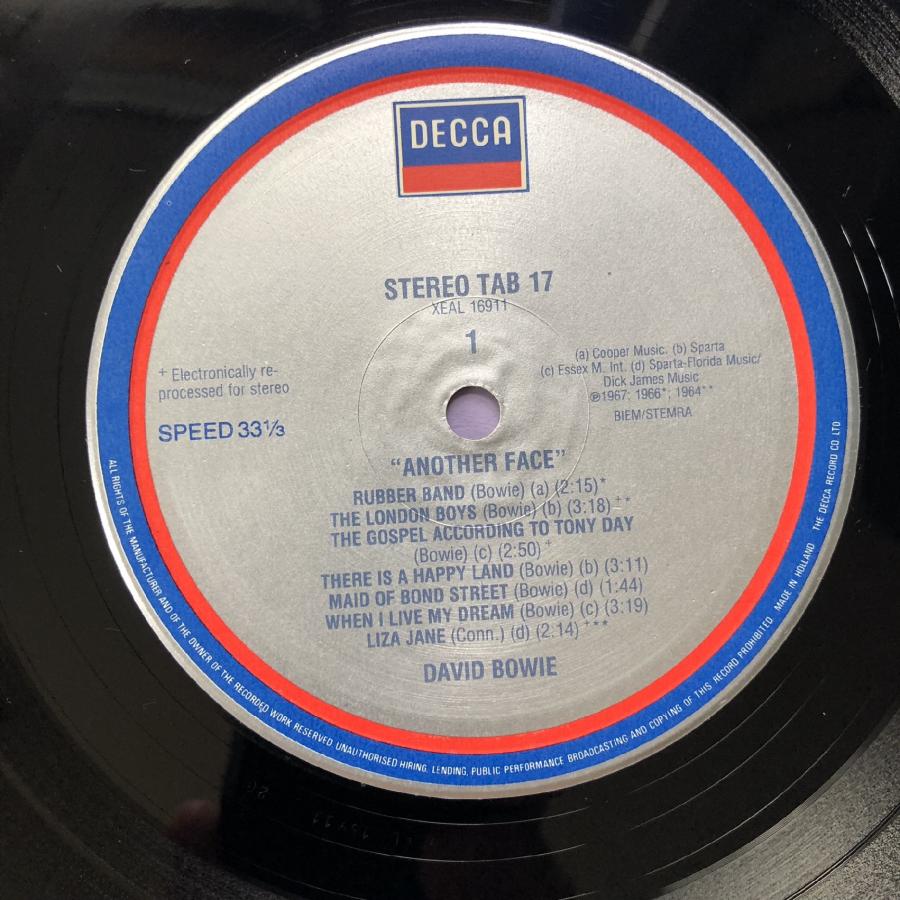 DECCA
STEREO TAB 17
XEAL 16911
1
+ Electronically re-
processed for stereo
SPEED 33⅓
(a) Cooper Music. (b) Sparta
(c) Essex M. Int. (d) Sparta-Florida Music/
Dick James Music
℗1967; 1966*; 1964**
BIEM/STEMRA
“ANOTHER FACE”
RUBBER BAND (Bowie) (a) (2:15)*
THE LONDON BOYS (Bowie) (b) (3:18)+*
THE GOSPEL ACCORDING TO TONY DAY
(Bowie) (c) (2:50)+
THERE IS A HAPPY LAND (Bowie) (b) (3:11)
MAID OF BOND STREET (Bowie) (d) (1:44)
WHEN I LIVE MY DREAM (Bowie) (c) (3:19)
LIZA JANE (Conn.) (d) (2.14)+**
DAVID BOWIE
ALL RIGHTS OF THE MANUFACTURER AND OF THE OWNER OF THE RECORDED WORK RESERVED UNAUTHORISED HIRING, LENDING, PUBLIC PERFORMANCE BROADCASTING AND COPYING OF THIS RECORD PROHIBITED MADE IN HOLLAND THE DECCA RECORD CO LTD